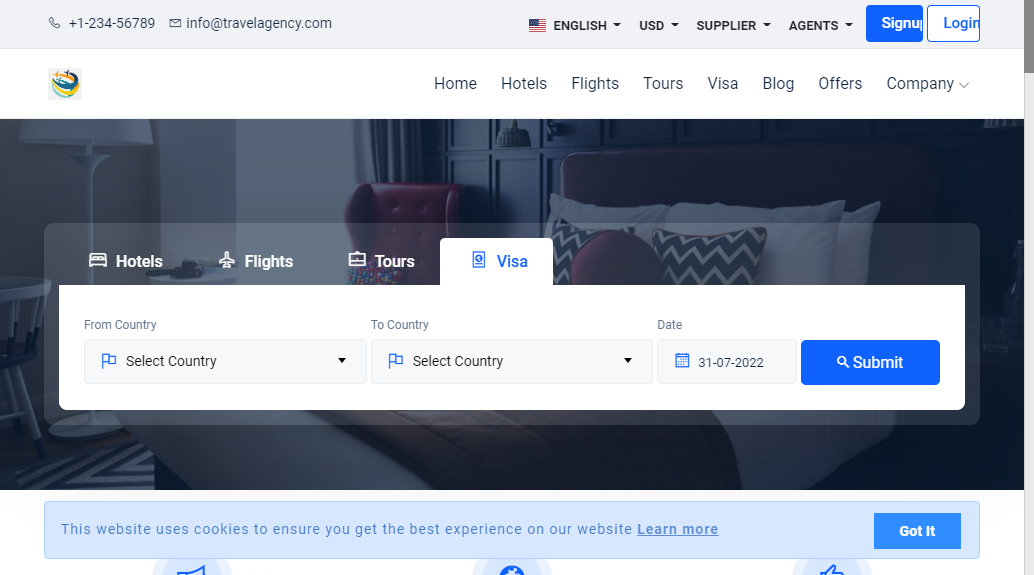 +1-234-56789 info@travelagency.com ENGLISH USD SUPPLIER AGENTS Signup Login
Home Hotels Flights Tours Visa Blog Offers Company
Hotels Flights Tours Visa
From Country To Country Date
Select Country Select Country 31-07-2022 Submit
This website uses cookies to ensure you get the best experience on our website Learn more Got It